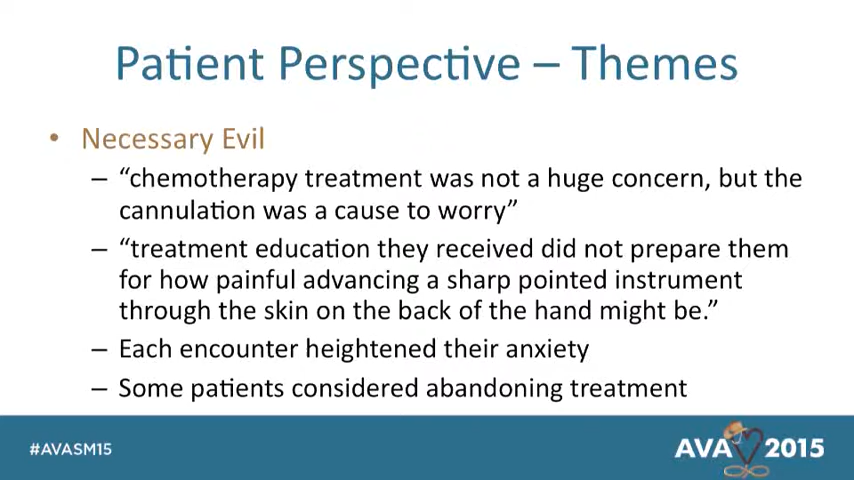 Patient Perspective – Themes
• Necessary Evil
– “chemotherapy treatment was not a huge concern, but the
cannulation was a cause to worry”
– “treatment education they received did not prepare them
for how painful advancing a sharp pointed instrument
through the skin on the back of the hand might be.”
– Each encounter heightened their anxiety
– Some patients considered abandoning treatment
#AVASM15
AVA 2015